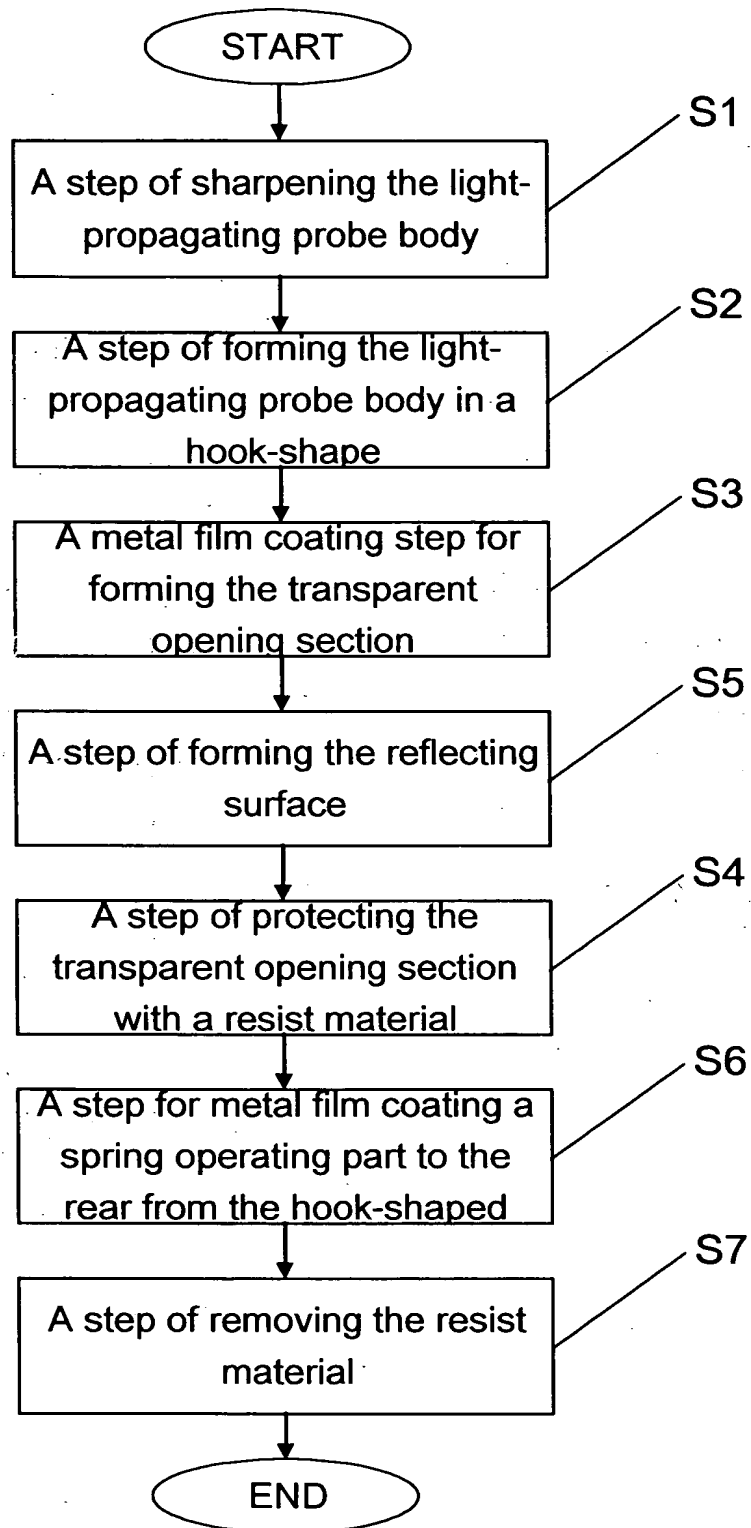 START
S1
A step of sharpening the light-
propagating probe body
S2
A step of forming the light-
propagating probe body in a
hook-shape
S3
A metal film coating step for
forming the transparent
opening section
S5
A step of forming the reflecting
surface
S4
A step of protecting the
transparent opening section
with a resist material
S6
A step for metal film coating a
spring operating part to the
rear from the hook-shaped
S7
A step of removing the resist
material
END